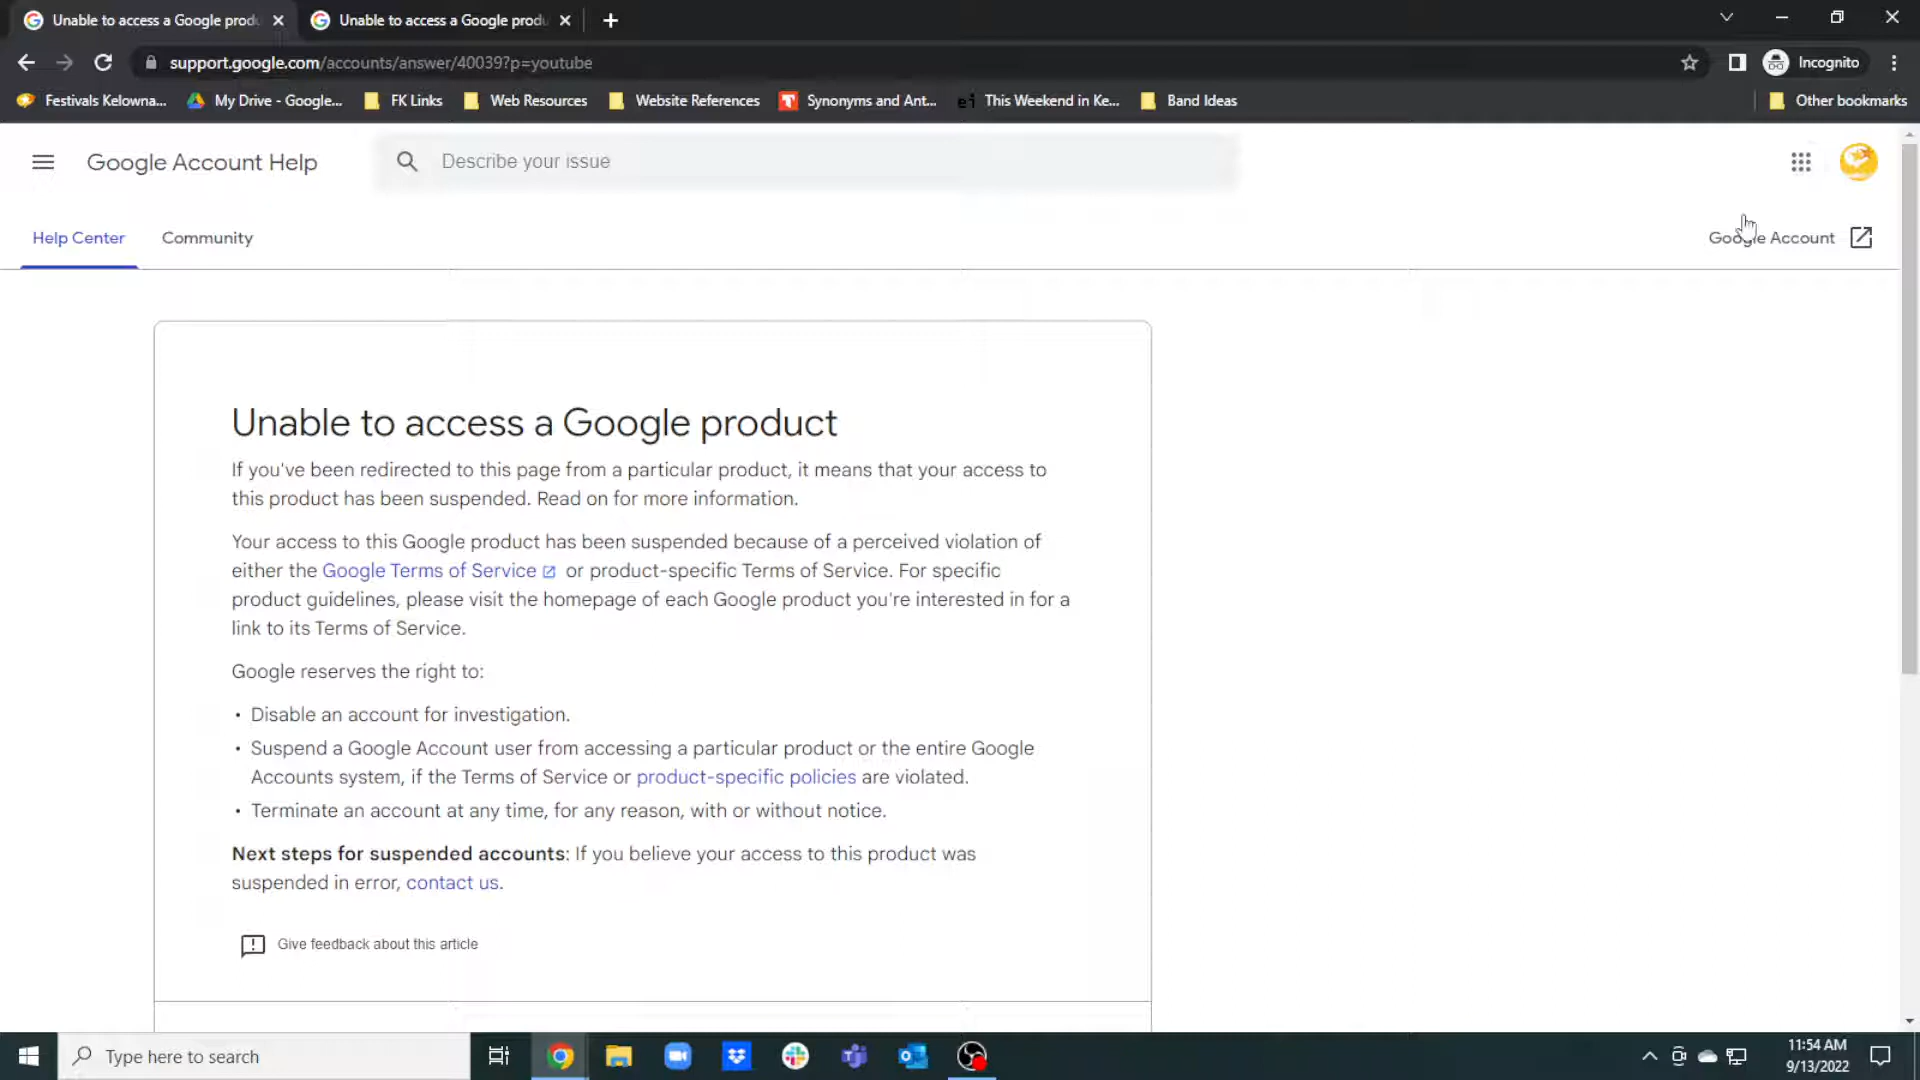 Unable to access a Google prod
Unable to access a Google produ
support.google.com/accounts/answer/40039?p=youtube
Incognito
Festivals Kelowna...
My Drive - Google...
FK Links
Web Resources
Website References
Synonyms and Ant...
This Weekend in Ke...
Band Ideas
Other bookmarks
Google Account Help
Describe your issue
Help Center
Community
Google Account
Unable to access a Google product
If you've been redirected to this page from a particular product, it means that your access to
this product has been suspended. Read on for more information.
Your access to this Google product has been suspended because of a perceived violation of
either the Google Terms of Service or product-specific Terms of Service. For specific
product guidelines, please visit the homepage of each Google product you're interested in for a
link to its Terms of Service.
Google reserves the right to:
• Disable an account for investigation.
• Suspend a Google Account user from accessing a particular product or the entire Google
Accounts system, if the Terms of Service or product-specific policies are violated.
• Terminate an account at any time, for any reason, with or without notice.
Next steps for suspended accounts: If you believe your access to this product was
suspended in error, contact us.
Give feedback about this article
Type here to search
11:54 AM
9/13/2022